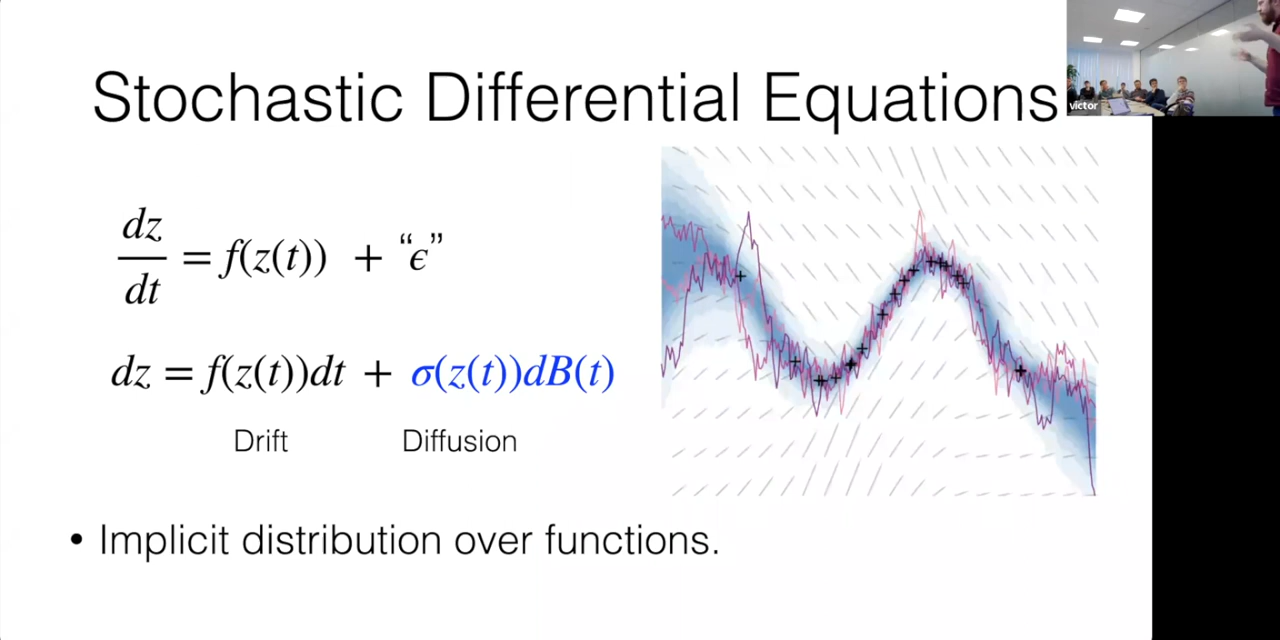 Stochastic Differential Equations
victor
dz/dt = f(z(t)) + “ϵ”
dz = f(z(t))dt + σ(z(t))dB(t)
Drift Diffusion
• Implicit distribution over functions.